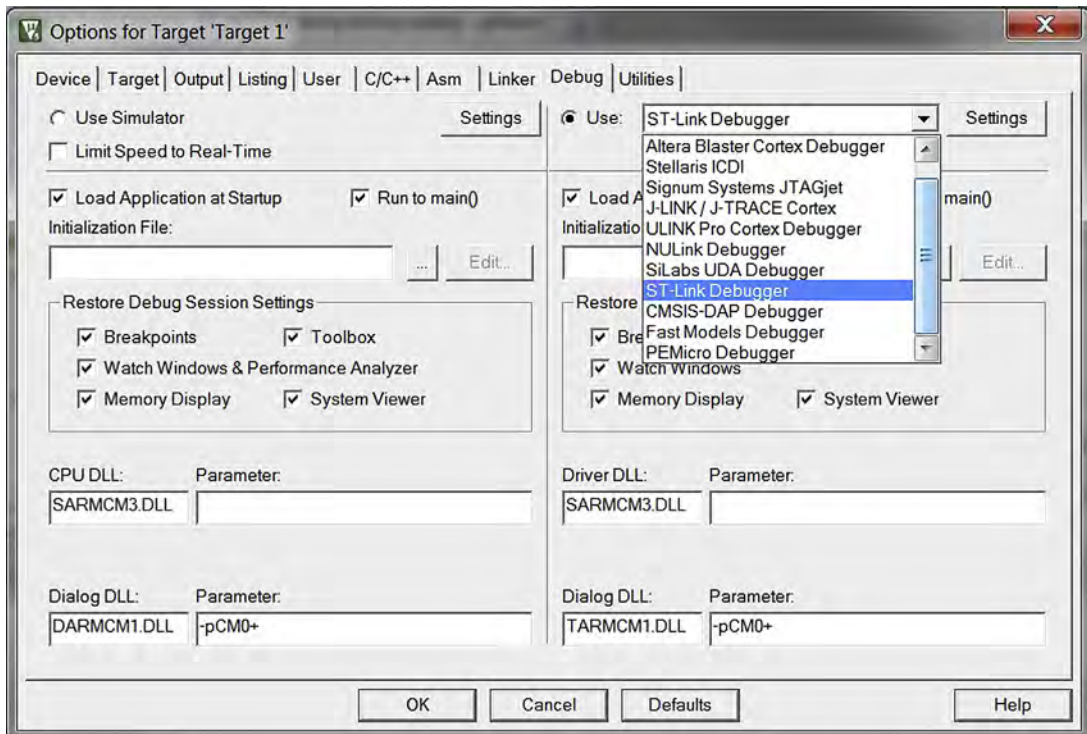 Options for Target 'Target 1'
Device Target Output Listing User C/C++ Asm Linker Debug Utilities
Use Simulator Settings Use: ST-Link Debugger Settings
Limit Speed to Real-Time
Altera Blaster Cortex Debugger
Stellaris ICDI
Signum Systems JTAGjet
J-LINK / J-TRACE Cortex
ULINK Pro Cortex Debugger
NULink Debugger
SiLabs UDA Debugger
ST-Link Debugger
CMSIS-DAP Debugger
Fast Models Debugger
PEMicro Debugger
Load Application at Startup Run to main() Load A main()
Initialization File: Initializatio
... Edit... Edit...
Restore Debug Session Settings Restore
Breakpoints Toolbox Bre
Watch Windows & Performance Analyzer Watch Windows
Memory Display System Viewer Memory Display System Viewer
CPU DLL: Parameter: Driver DLL: Parameter:
SARMCM3.DLL SARMCM3.DLL
Dialog DLL: Parameter: Dialog DLL: Parameter:
DARMCM1.DLL -pCM0+ TARMCM1.DLL -pCM0+
OK Cancel Defaults Help